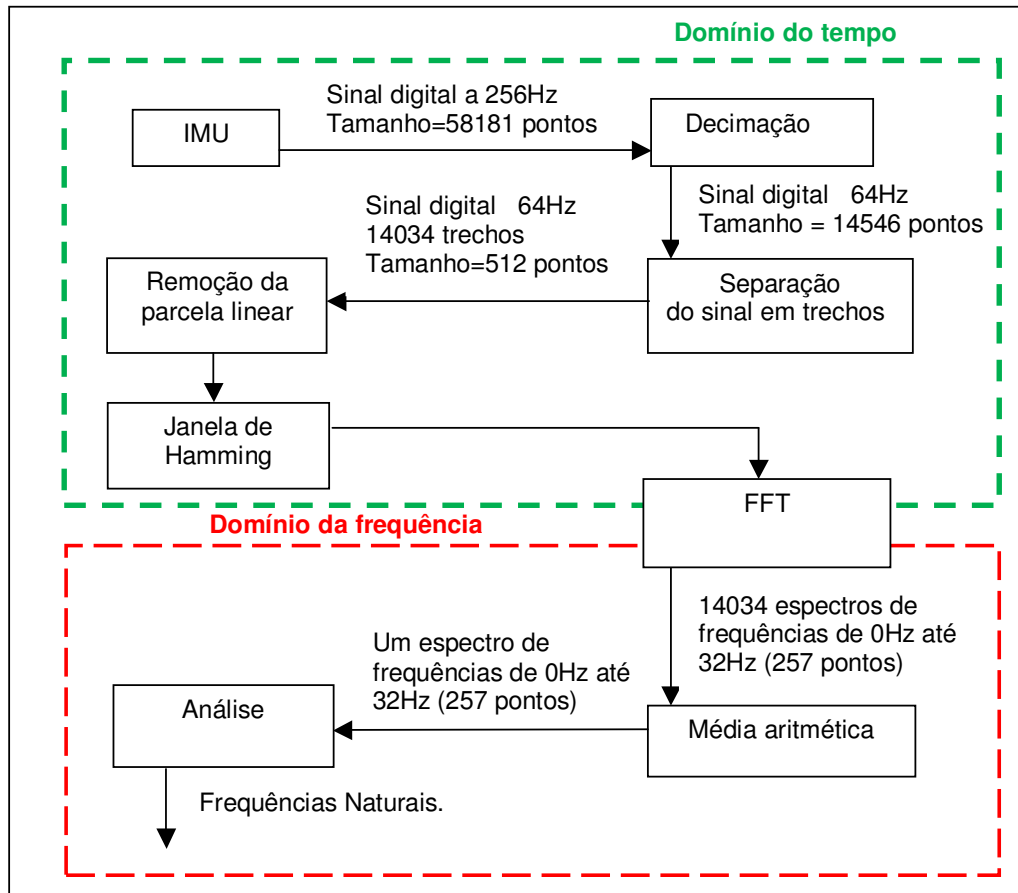 Domínio do tempo
IMU
Sinal digital a 256Hz
Tamanho=58181 pontos
Decimação
Sinal digital 64Hz
Tamanho = 14546 pontos
Separação
do sinal em trechos
Sinal digital 64Hz
14034 trechos
Tamanho=512 pontos
Remoção da
parcela linear
Janela de
Hamming
FFT
Domínio da frequência
14034 espectros de
frequências de 0Hz até
32Hz (257 pontos)
Média aritmética
Um espectro de
frequências de 0Hz até
32Hz (257 pontos)
Análise
Frequências Naturais.